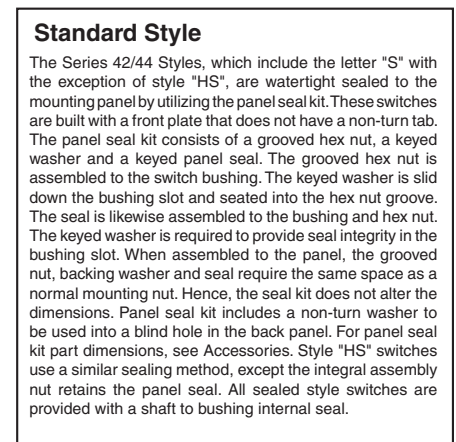 Standard Style
The Series 42/44 Styles, which include the letter "S" with
the exception of style "HS", are watertight sealed to the
mounting panel by utilizing the panel seal kit. These switches
are built with a front plate that does not have a non-turn tab.
The panel seal kit consists of a grooved hex nut, a keyed
washer and a keyed panel seal. The grooved hex nut is
assembled to the switch bushing. The keyed washer is slid
down the bushing slot and seated into the hex nut groove.
The seal is likewise assembled to the bushing and hex nut.
The keyed washer is required to provide seal integrity in the
bushing slot. When assembled to the panel, the grooved
nut, backing washer and seal require the same space as a
normal mounting nut. Hence, the seal kit does not alter the
dimensions. Panel seal kit includes a non-turn washer to
be used into a blind hole in the back panel. For panel seal
kit part dimensions, see Accessories. Style "HS" switches
use a similar sealing method, except the integral assembly
nut retains the panel seal. All sealed style switches are
provided with a shaft to bushing internal seal.